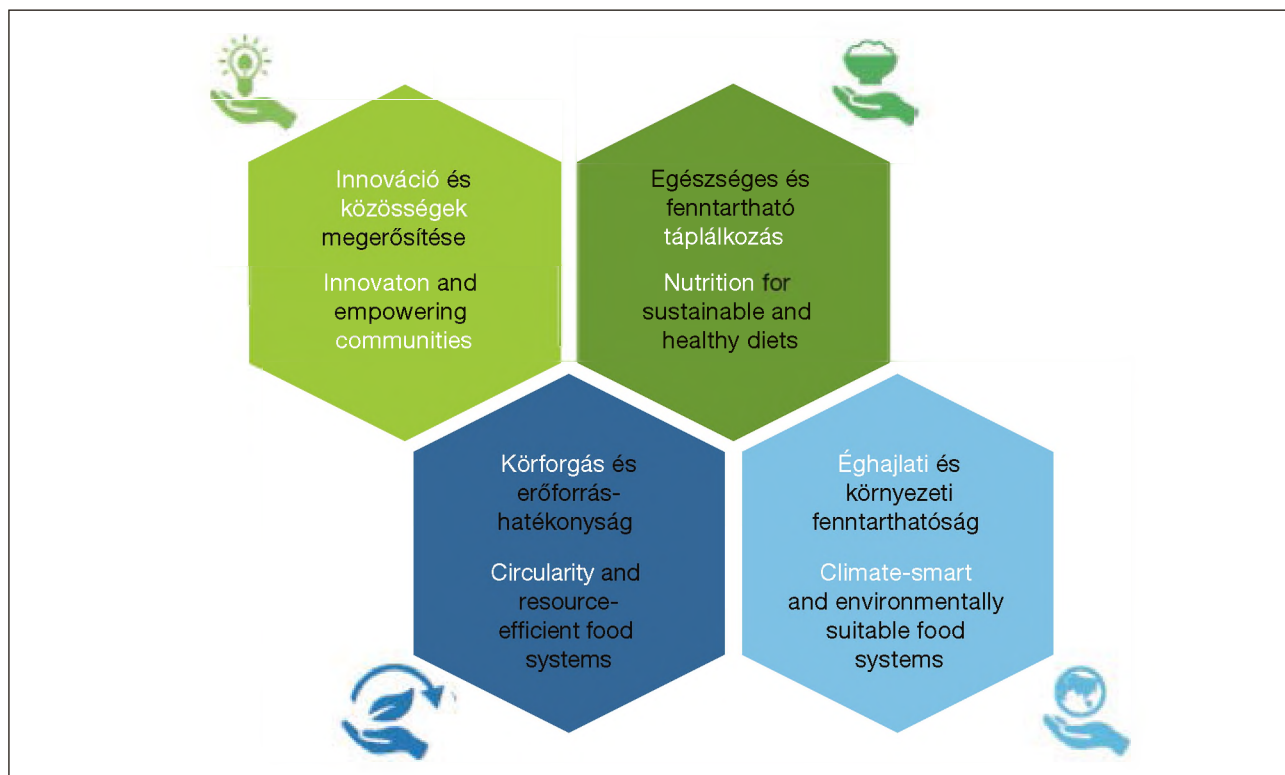 Innováció és
közösségek
megerősítése
Innovaton and
empowering
communities
Egészséges és
fenntartható
táplálkozás
Nutrition for
sustainable and
healthy diets
Körforgás és
erőforrás-
hatékonyság
Circularity and
resource-
efficient food
systems
Éghajlati és
környezeti
fenntarthatóság
Climate-smart
and environmentally
suitable food
systems